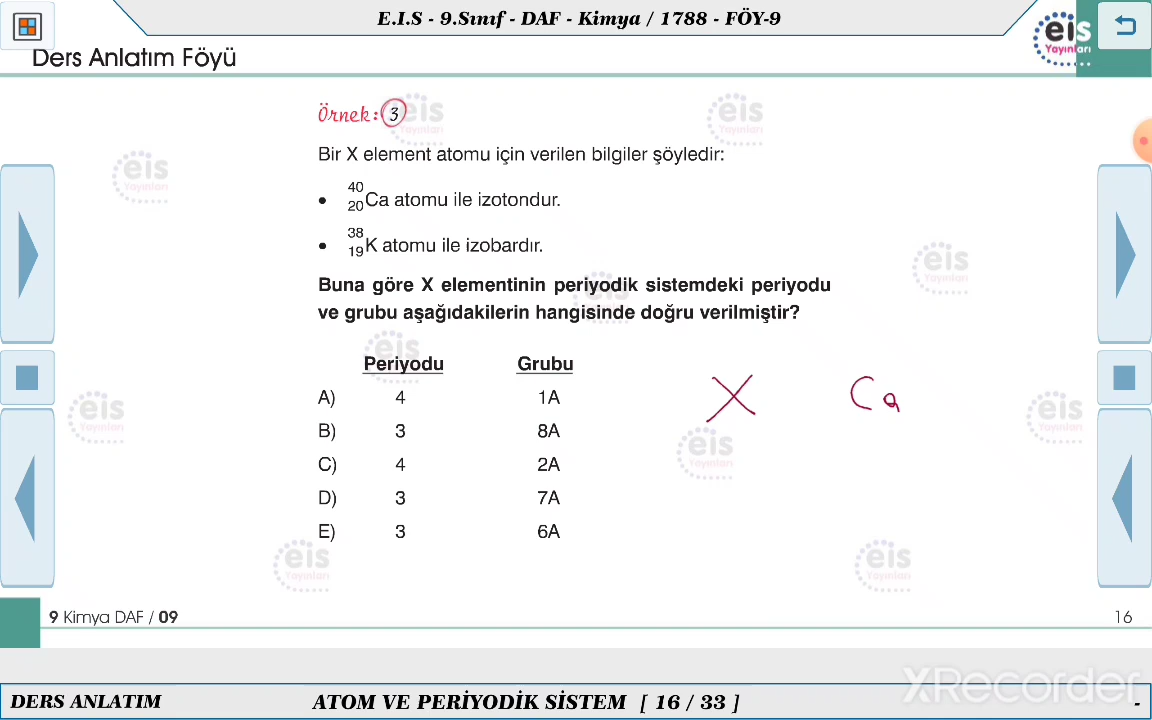 E.I.S - 9.Sınıf - DAF - Kimya / 1788 - FÖY-9
Ders Anlatım Föyü
eis
Yayınları
Örnek: 3
Bir X element atomu için verilen bilgiler şöyledir:
• 40 20 Ca atomu ile izotondur.
• 38 19 K atomu ile izobardır.
Buna göre X elementinin periyodik sistemdeki periyodu
ve grubu aşağıdakilerin hangisinde doğru verilmiştir?
Periyodu Grubu
A) 4 1A
B) 3 8A
C) 4 2A
D) 3 7A
E) 3 6A
X Ca
9 Kimya DAF / 09
16
XRecorder
DERS ANLATIM ATOM VE PERİYODİK SİSTEM [ 16 / 33 ] -